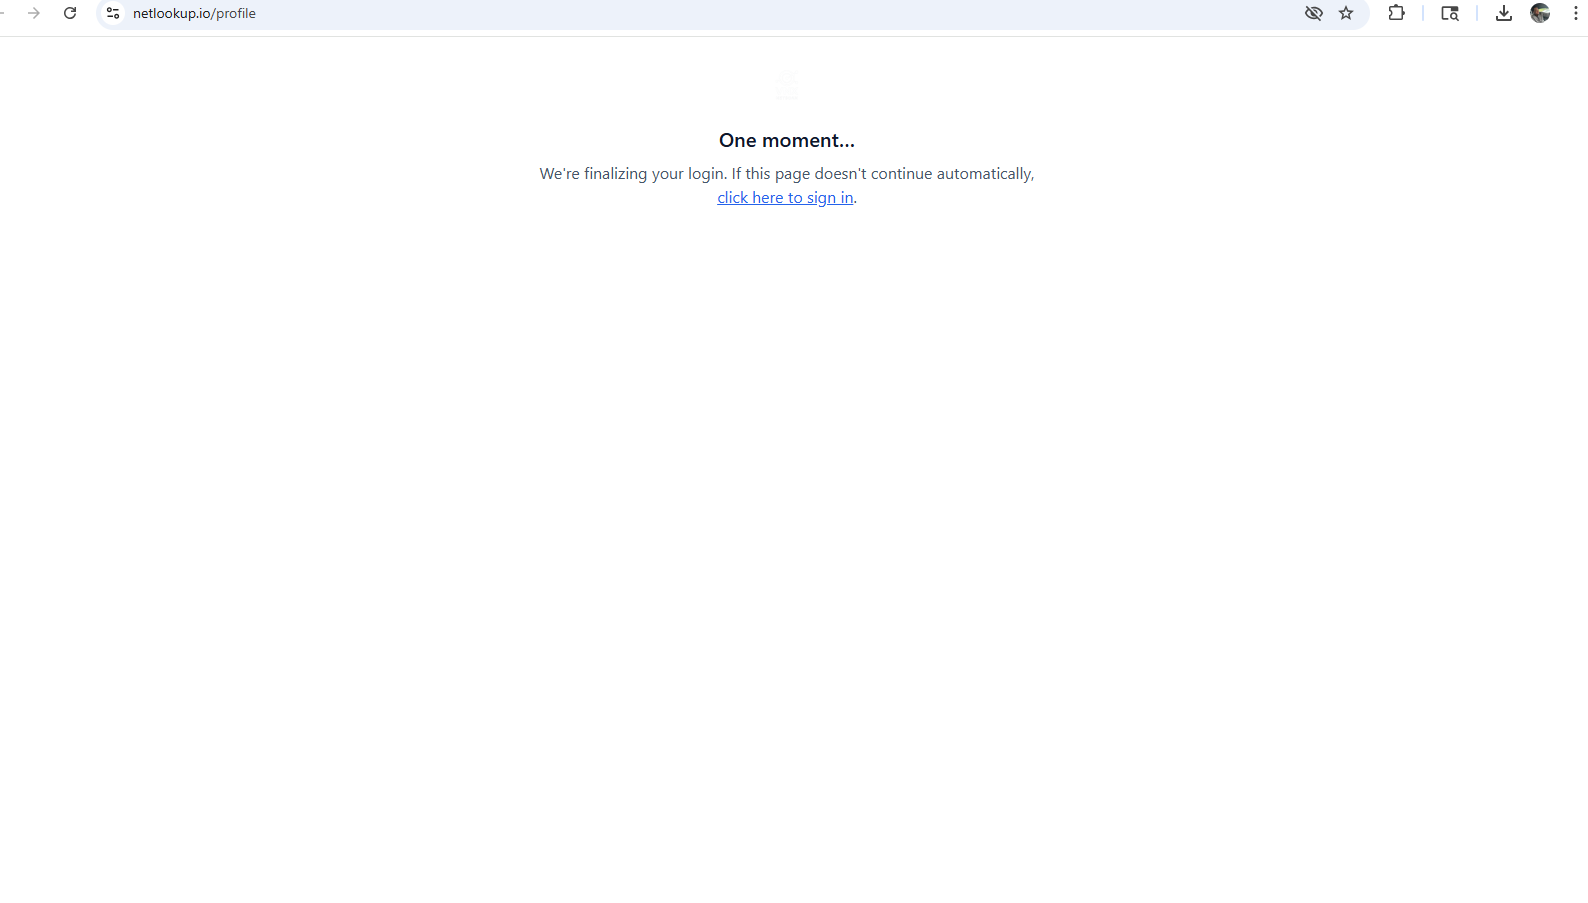 netlookup.io/profile
One moment...
We're finalizing your login. If this page doesn't continue automatically,
click here to sign in.